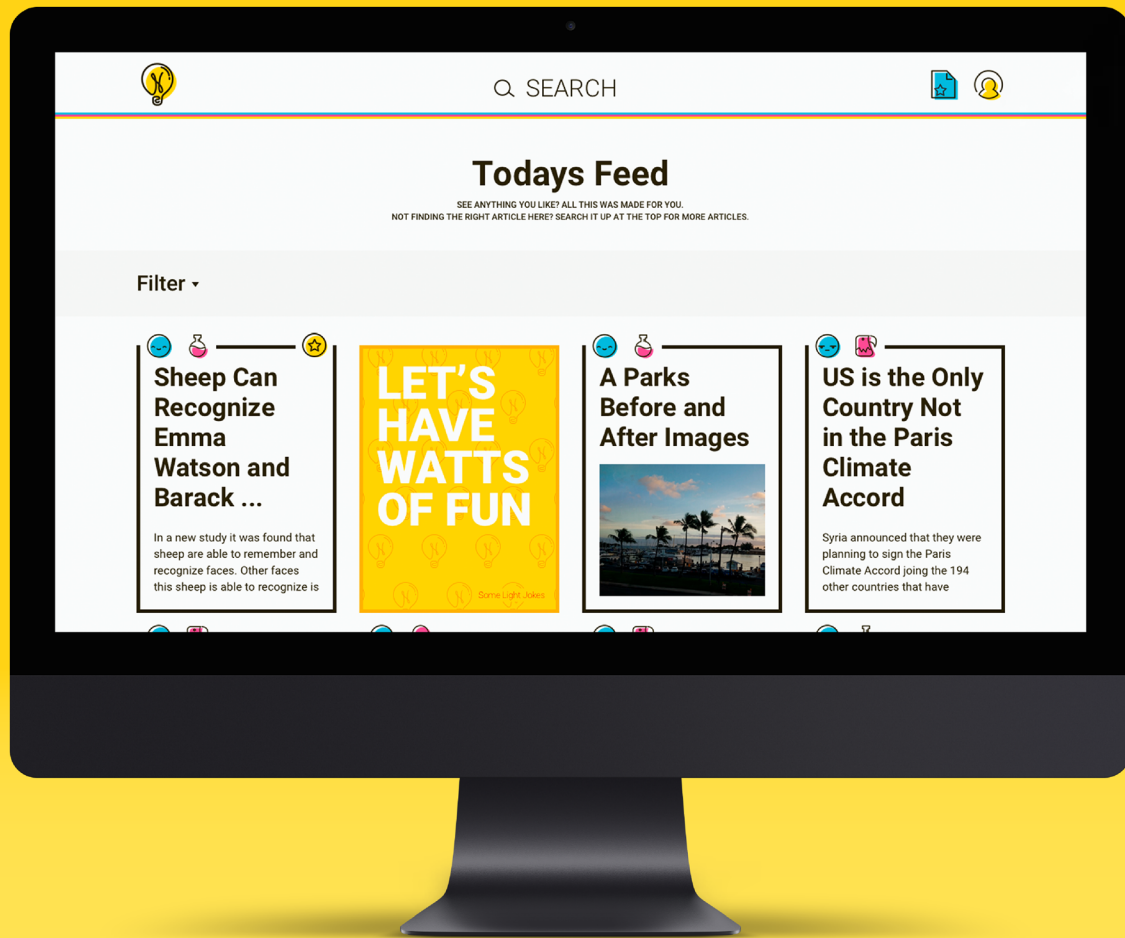 SEARCH
Todays Feed
SEE ANYTHING YOU LIKE? ALL THIS WAS MADE FOR YOU.
NOT FINDING THE RIGHT ARTICLE HERE? SEARCH IT UP AT THE TOP FOR MORE ARTICLES.
Filter
Sheep Can
Recognize
Emma
Watson and
Barack ...
In a new study it was found that
sheep are able to remember and
recognize faces. Other faces
this sheep is able to recognize is
LET'S
HAVE
WATTS
OF FUN
Some Light Jokes
A Parks
Before and
After Images
US is the Only
Country Not
in the Paris
Climate
Accord
Syria announced that they were
planning to sign the Paris
Climate Accord joing the 194
other countries that have